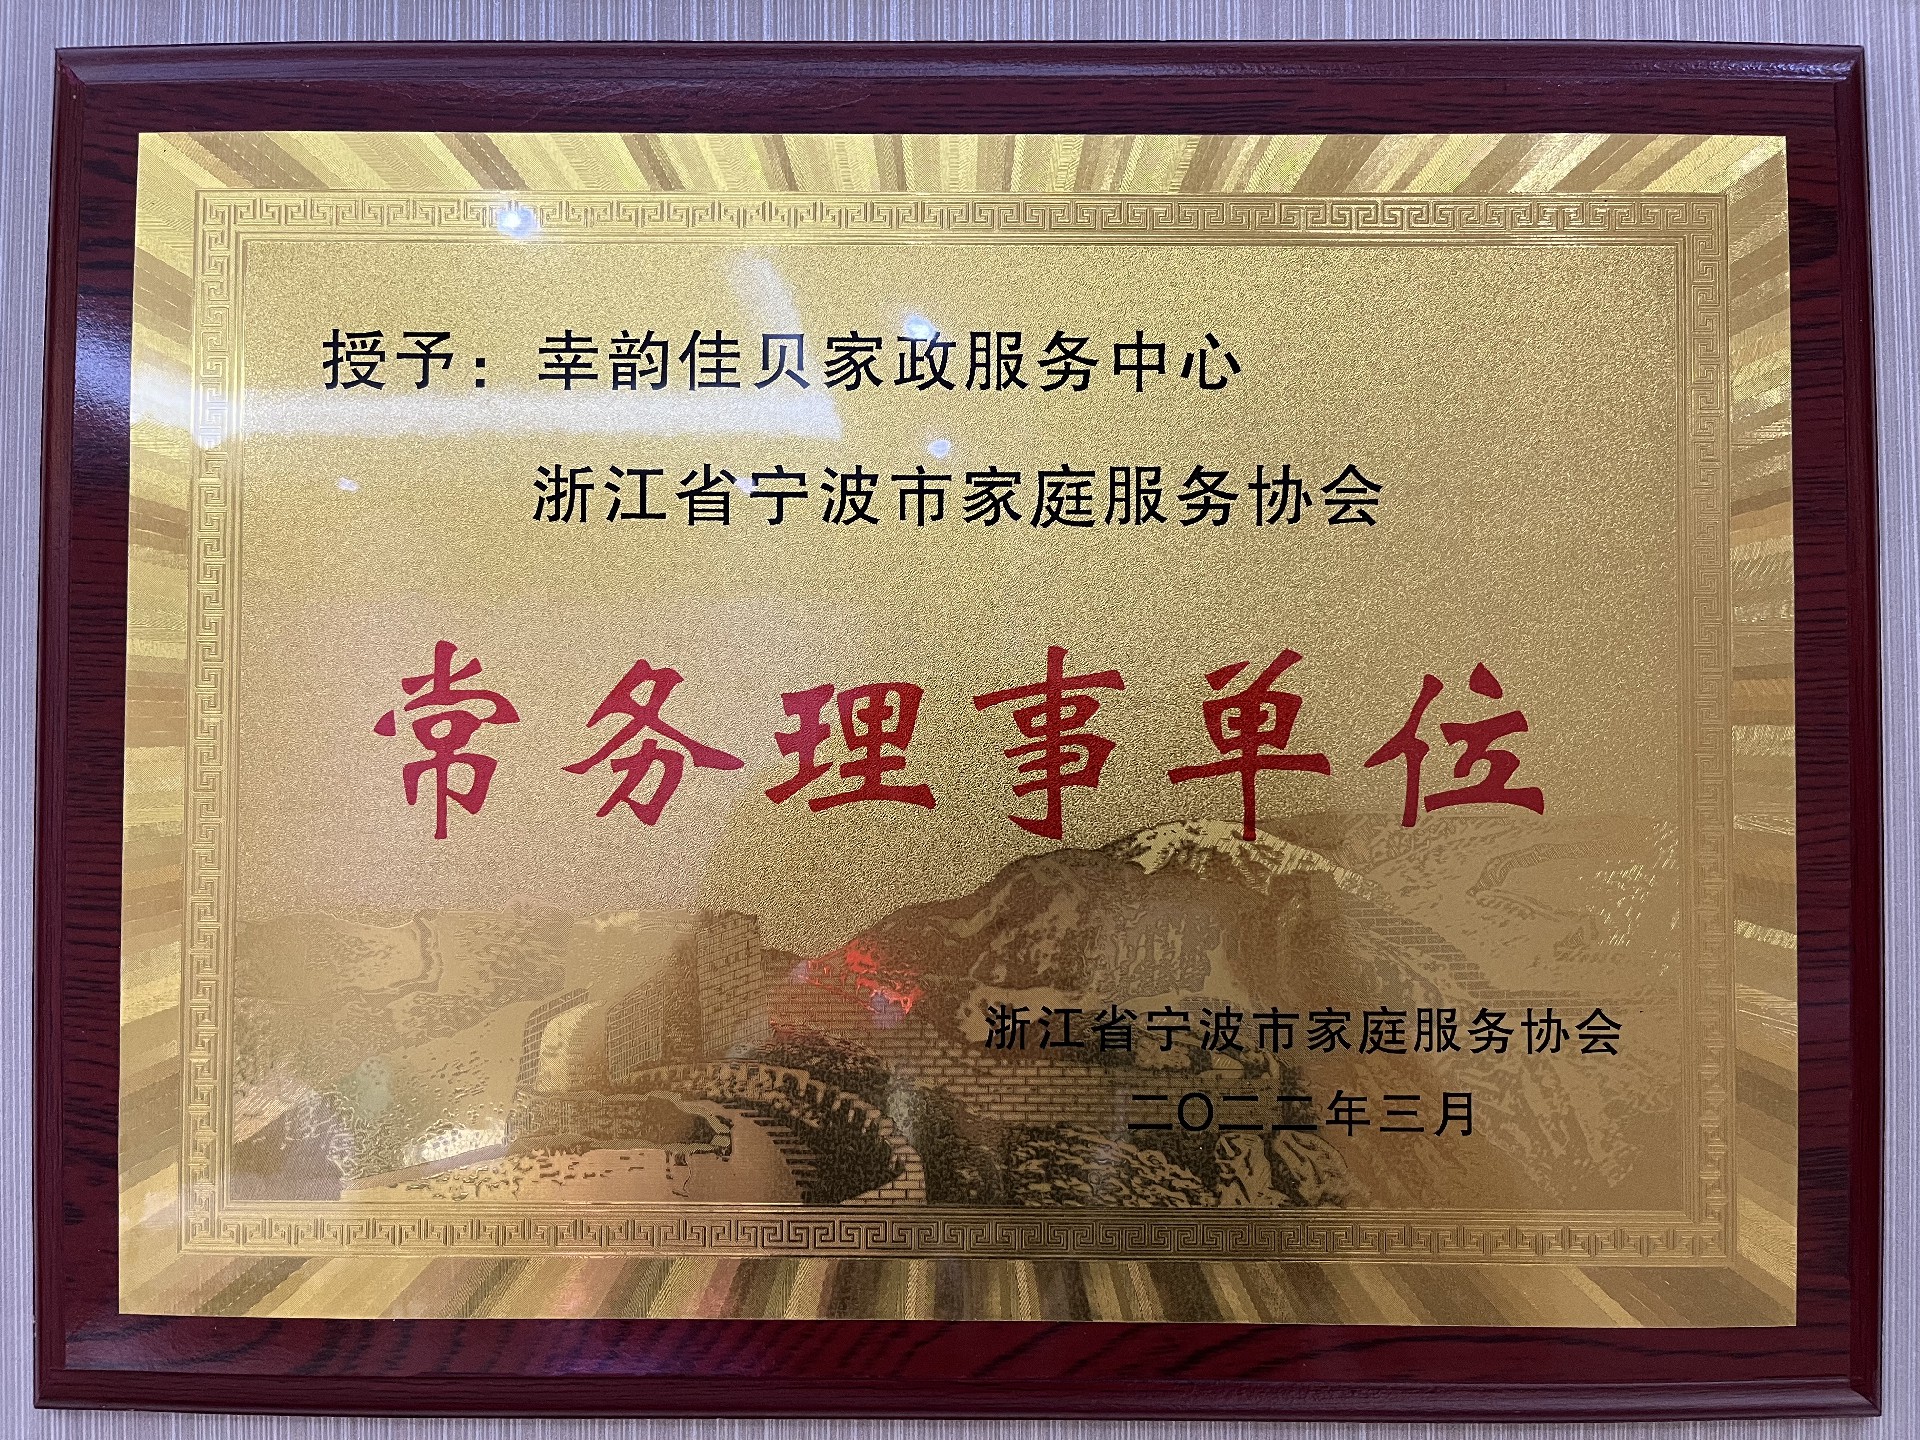 授予：幸韵佳贝家政服务中心
浙江省宁波市家庭服务协会
常务理事单位
浙江省宁波市家庭服务协会
二〇二二年三月